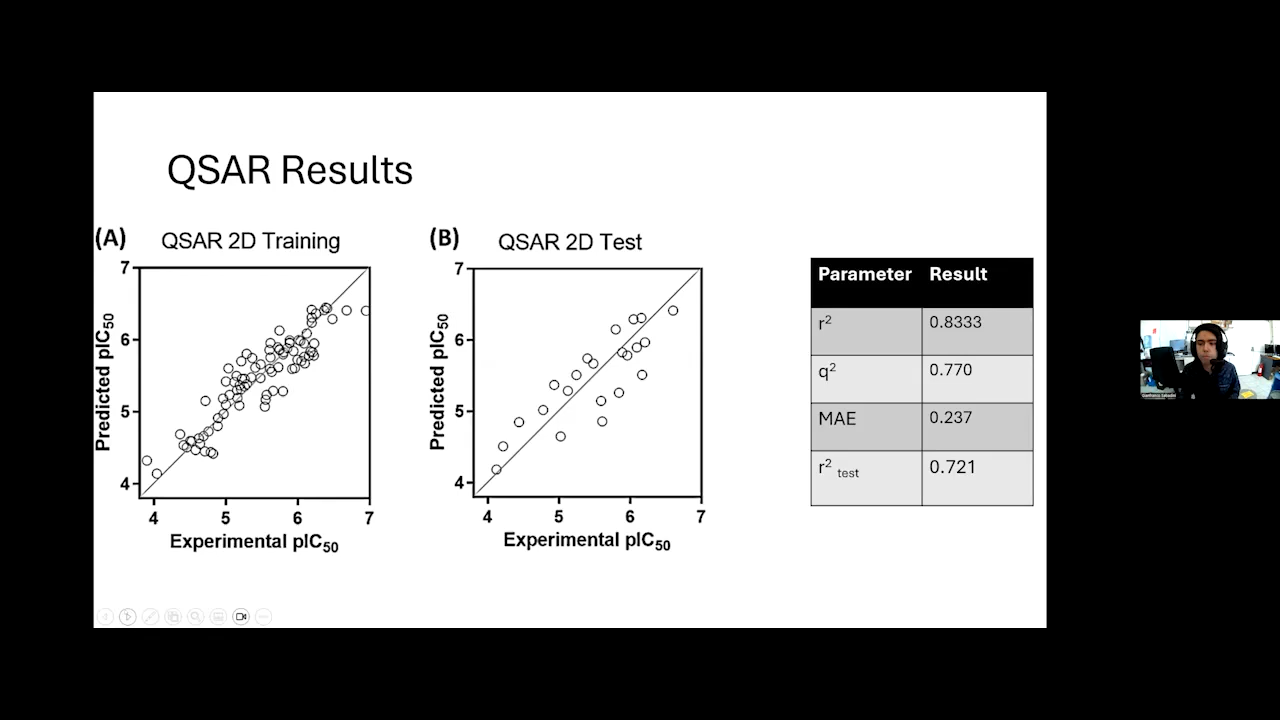 QSAR Results
(A) QSAR 2D Training
7
6
5
4
4 5 6 7
Predicted pIC50
Experimental pIC50
(B) QSAR 2D Test
7
6
5
4
4 5 6 7
Predicted pIC50
Experimental pIC50
Parameter Result
r² 0.8333
q² 0.770
MAE 0.237
r² test 0.721